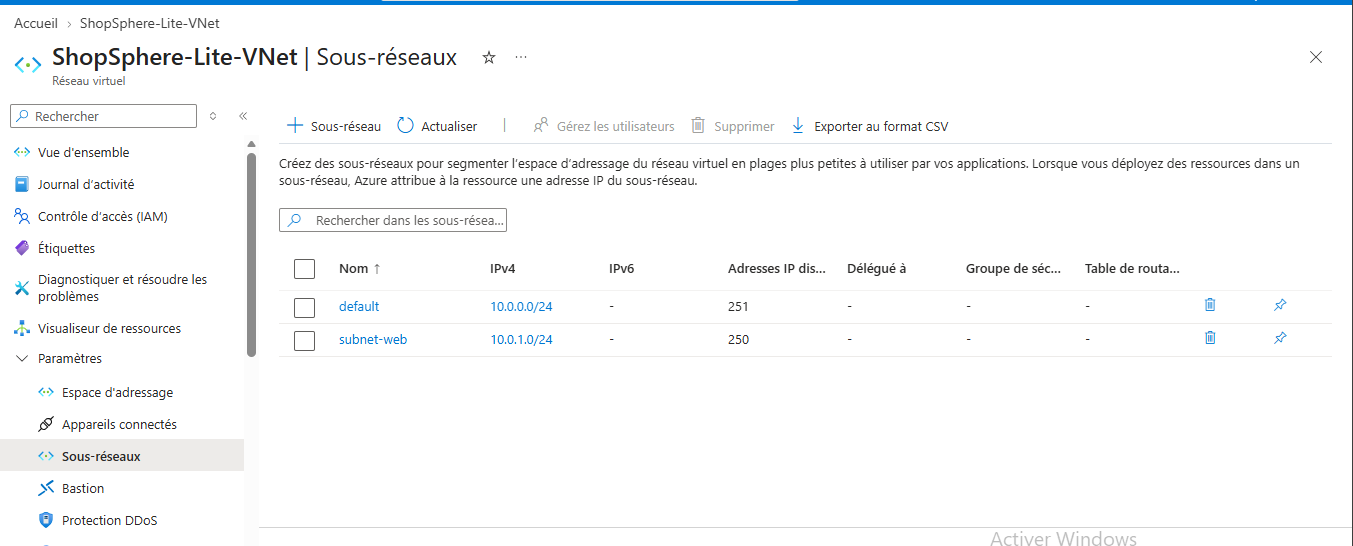 Accueil > ShopSphere-Lite-VNet
ShopSphere-Lite-VNet | Sous-réseaux
Réseau virtuel
Rechercher
Vue d'ensemble
Journal d'activité
Contrôle d'accès (IAM)
Étiquettes
Diagnostiquer et résoudre les
problèmes
Visualiseur de ressources
Paramètres
Espace d'adressage
Appareils connectés
Sous-réseaux
Bastion
Protection DDoS
Sous-réseau Actualiser Gérez les utilisateurs Supprimer Exporter au format CSV
Créez des sous-réseaux pour segmenter l'espace d'adressage du réseau virtuel en plages plus petites à utiliser par vos applications. Lorsque vous déployez des ressources dans un
sous-réseau, Azure attribue à la ressource une adresse IP du sous-réseau.
Rechercher dans les sous-résea...
Nom ↑ IPv4 IPv6 Adresses IP dis... Délégué à Groupe de séc... Table de routa...
default 10.0.0.0/24 - 251 - - -
subnet-web 10.0.1.0/24 - 250 - - -
Activer Windows